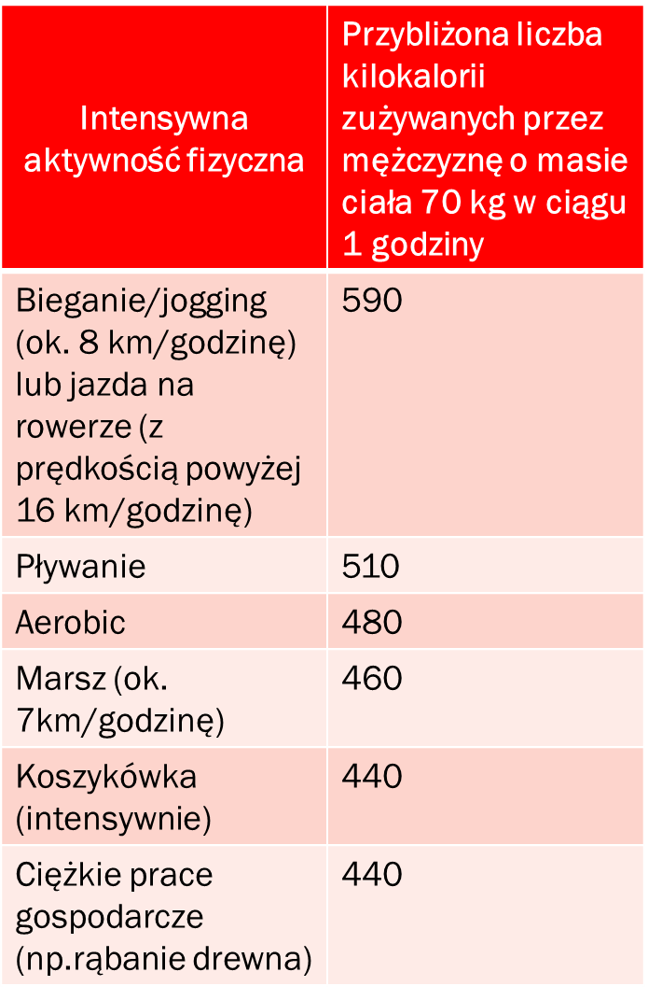 Intensywna
aktywność fizyczna
Przybliżona liczba
kilokalorii
zużywanych przez
mężczyznę o masie
ciała 70 kg w ciągu
1 godziny
Bieganie/jogging
(ok. 8 km/godzinę)
lub jazda na
rowerze (z
prędkością powyżej
16 km/godzinę)
590
Pływanie
510
Aerobic
480
Marsz (ok.
7km/godzinę)
460
Koszykówka
(intensywnie)
440
Ciężkie prace
gospodarcze
(np.rąbanie drewna)
440